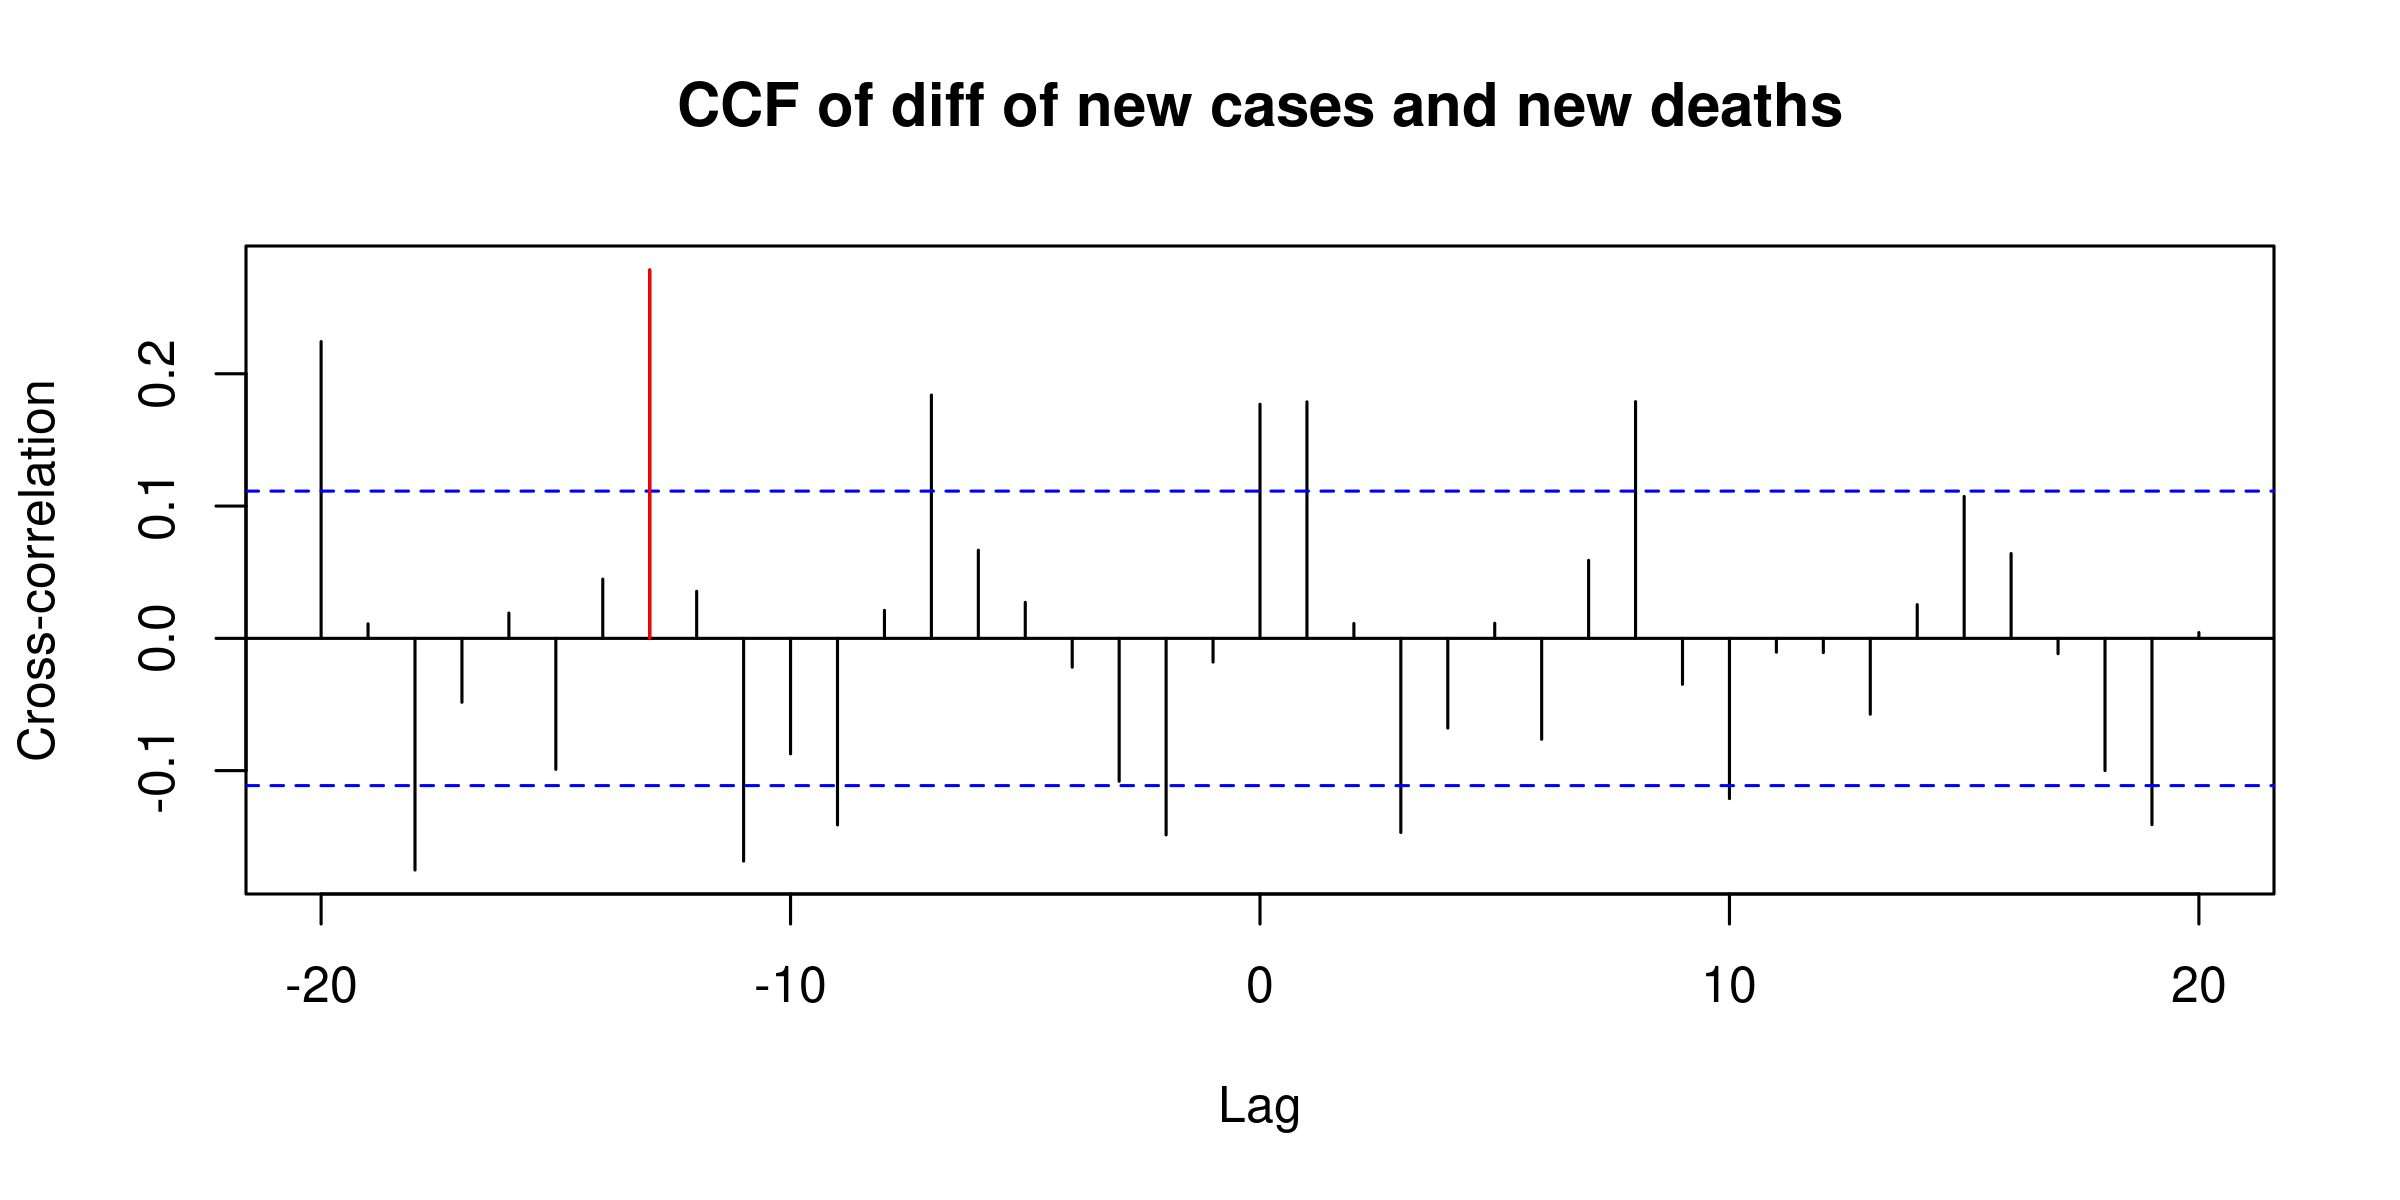 CCF of diff of new cases and new deaths
Cross-correlation
0.2
0.1
0.0
-0.1
-20 -10 0 10 20
Lag